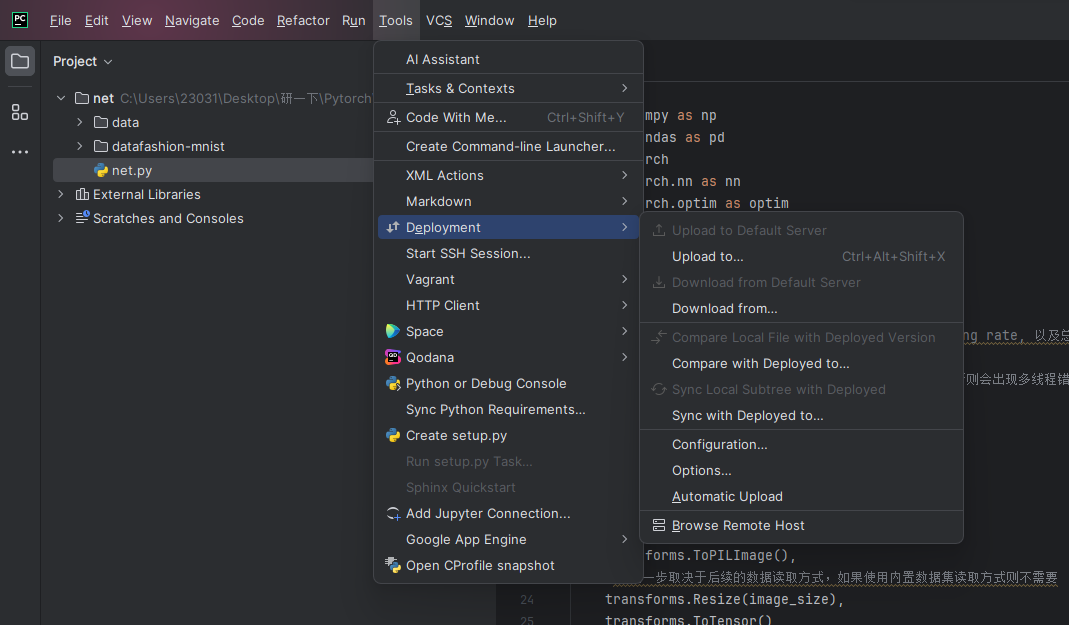 PC File Edit View Navigate Code Refactor Run Tools VCS Window Help
Project
net C:\Users\23031\Desktop\研一下\Pytorch
data
datafashion-mnist
net.py
External Libraries
Scratches and Consoles
AI Assistant
Tasks & Contexts
Code With Me... Ctrl+Shift+Y
Create Command-line Launcher...
XML Actions
Markdown
Deployment
Start SSH Session...
Vagrant
HTTP Client
Space
QD Qodana
Python or Debug Console
Sync Python Requirements...
Create setup.py
Run setup.py Task...
Sphinx Quickstart
Add Jupyter Connection...
Google App Engine
Open CProfile snapshot
Upload to Default Server
Upload to... Ctrl+Alt+Shift+X
Download from Default Server
Download from...
Compare Local File with Deployed Version
Compare with Deployed to...
Sync Local Subtree with Deployed
Sync with Deployed to...
Configuration...
Options...
Automatic Upload
Browse Remote Host
mpy as np
ndas as pd
rch
rch.nn as nn
rch.optim as optim
ng rate, 以及总
则会出现多线程错
forms.ToPILImage(),
一步取决于后续的数据读取方式，如果使用内置数据集读取方式则不需要
24 transforms.Resize(image_size),
25 transforms.ToTensor()